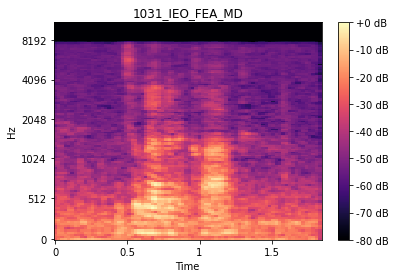 1031_IEO_FEA_MD
+0 dB
8192
-10 dB
4096
-20 dB
-30 dB
2048
Hz
-40 dB
1024
-50 dB
512
-60 dB
-70 dB
0
-80 dB
0 0.5 1 1.5
Time